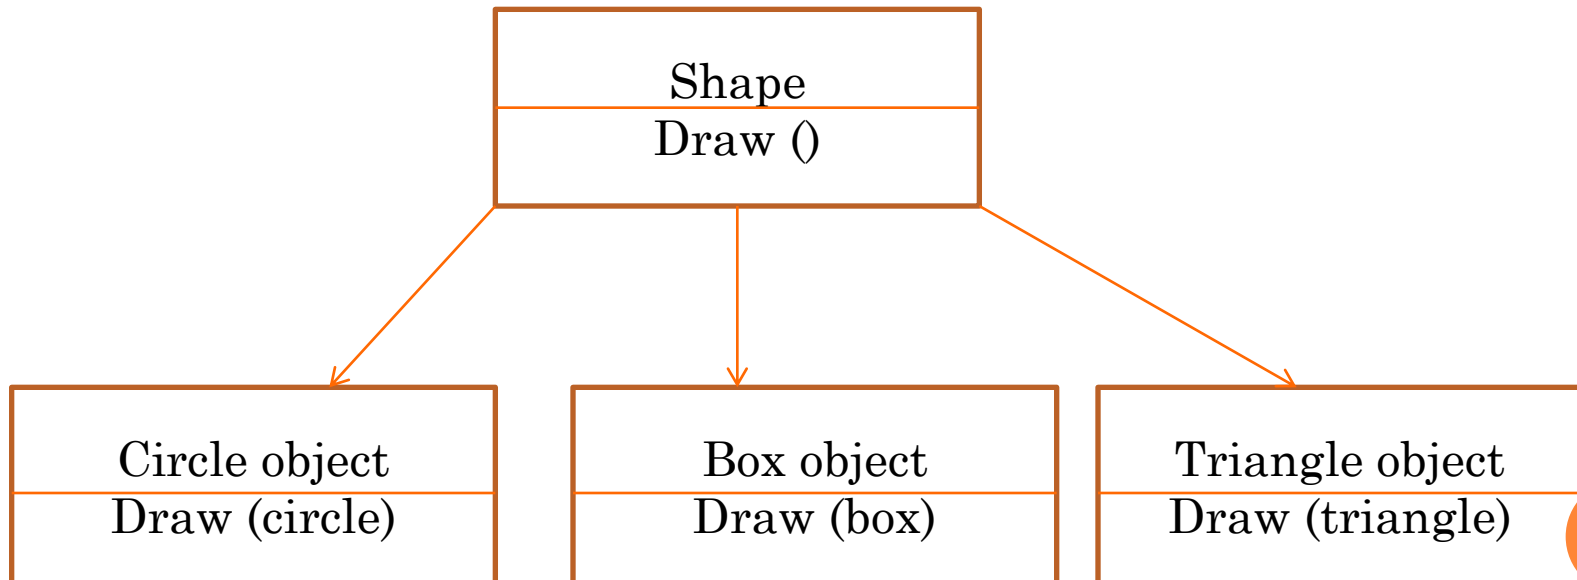 Shape
Draw ()
Circle object
Draw (circle)
Box object
Draw (box)
Triangle object
Draw (triangle)